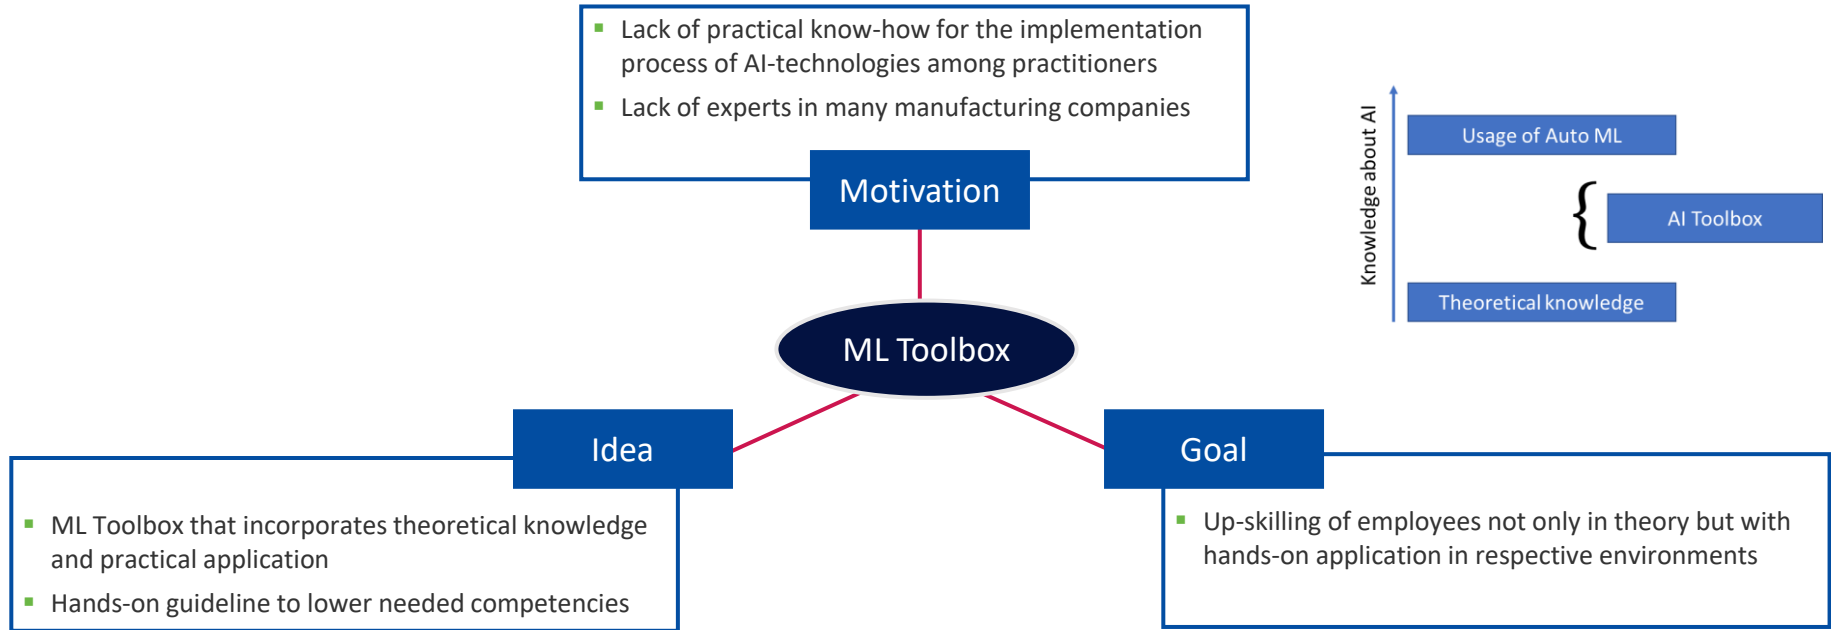 ▪ Lack of practical know-how for the implementation
process of AI-technologies among practitioners
▪ Lack of experts in many manufacturing companies
Motivation
Knowledge about AI
Usage of Auto ML
{
AI Toolbox
Theoretical knowledge
ML Toolbox
Idea
▪ ML Toolbox that incorporates theoretical knowledge
and practical application
▪ Hands-on guideline to lower needed competencies
Goal
▪ Up-skilling of employees not only in theory but with
hands-on application in respective environments